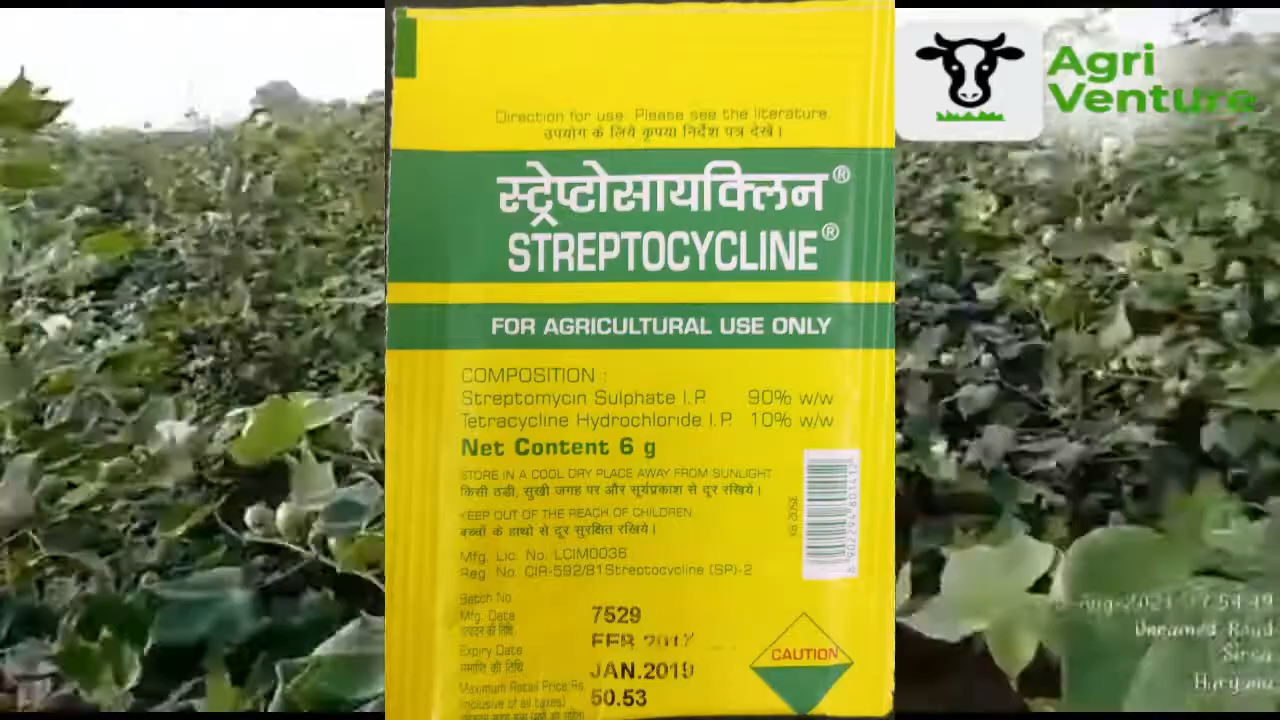 Agri
Venture
Direction for use. Please see the literature.
उपयोग के लिये कृपया निर्देश पत्र देखें।
स्ट्रेप्टोसायक्लिन®
STREPTOCYCLINE®
FOR AGRICULTURAL USE ONLY
COMPOSITION :
Streptomycin Sulphate I.P. 90% w/w
Tetracycline Hydrochloride I.P. 10% w/w
Net Content 6 g
STORE IN A COOL DRY PLACE AWAY FROM SUNLIGHT
किसी ठंडी, सुखी जगह पर और सूर्यप्रकाश से दूर रखिये।
KEEP OUT OF THE REACH OF CHILDREN
बच्चों के हाथो से दूर सुरक्षित रखिये।
Mfg. Lic. No. LCIM0036
Reg. No. CIR-592/81Streptocycline (SP)-2
Batch No. 7529
Mfg. Date FEB 2017
Expiry Date JAN.2019
समाप्ति की तिथि
Maximum Retail Price Rs. 50.53
(inclusive of all taxes)
CAUTION
Unnamed Road
Sirsa
Haryana